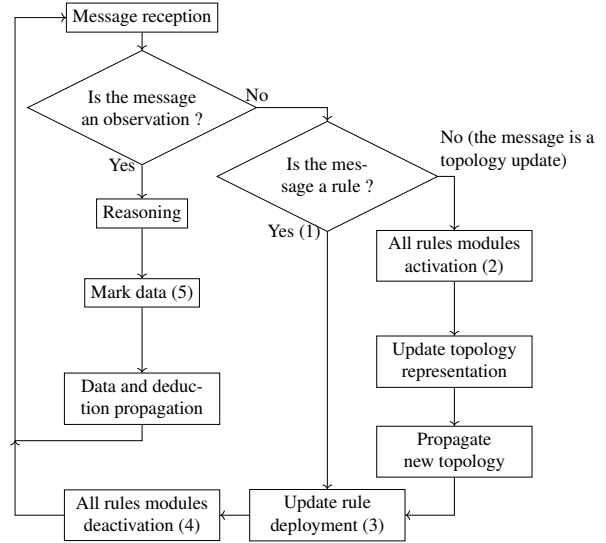 Message reception
Is the message
an observation ?
No
Yes
Is the mes-
sage a rule ?
No (the message is a
topology update)
Yes (1)
Reasoning
All rules modules
activation (2)
Mark data (5)
Update topology
representation
Data and deduc-
tion propagation
Propagate
new topology
All rules modules
deactivation (4)
Update rule
deployment (3)